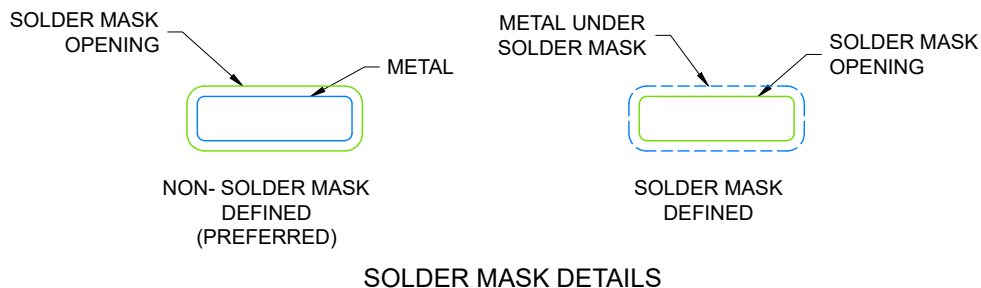 SOLDER MASK
OPENING
METAL
NON- SOLDER MASK
DEFINED
(PREFERRED)
METAL UNDER
SOLDER MASK
SOLDER MASK
OPENING
SOLDER MASK
DEFINED
SOLDER MASK DETAILS